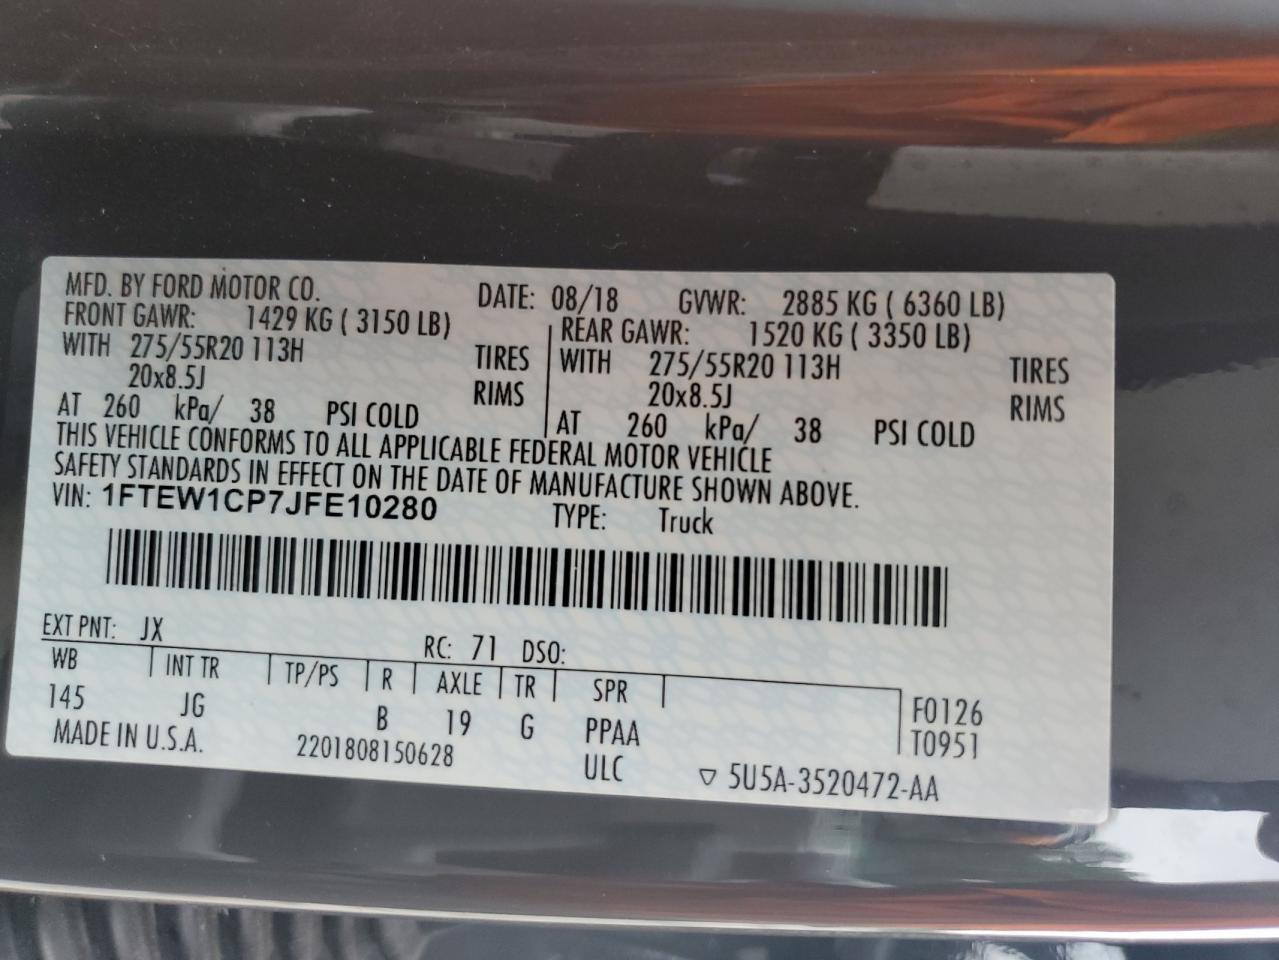 MFD. BY FORD MOTOR CO. DATE: 08/18 GVWR: 2885 KG ( 6360 LB)
FRONT GAWR: 1429 KG ( 3150 LB) REAR GAWR: 1520 KG ( 3350 LB)
WITH 275/55R20 113H TIRES WITH 275/55R20 113H TIRES
20x8.5J RIMS 20x8.5J RIMS
AT 260 kPa/ 38 PSI COLD AT 260 kPa/ 38 PSI COLD
THIS VEHICLE CONFORMS TO ALL APPLICABLE FEDERAL MOTOR VEHICLE
SAFETY STANDARDS IN EFFECT ON THE DATE OF MANUFACTURE SHOWN ABOVE.
VIN: 1FTEW1CP7JFE10280 TYPE: Truck
EXT PNT: JX RC: 71 DSO:
WB INT TR TP/PS R AXLE TR SPR F0126
145 JG B 19 G PPAA T0951
MADE IN U.S.A. 2201808150628 ULC ▽ 5U5A-3520472-AA